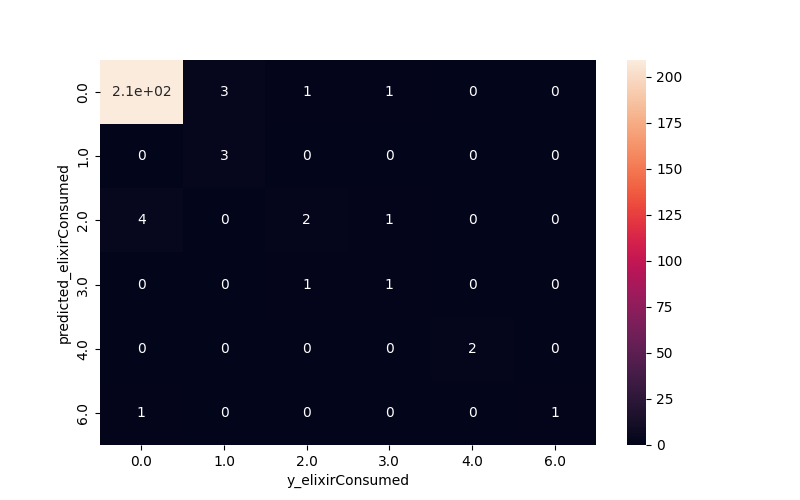 predicted_elixirConsumed
0.0 2.1e+02 3 1 1 0 0
1.0 0 3 0 0 0 0
2.0 4 0 2 1 0 0
3.0 0 0 1 1 0 0
4.0 0 0 0 0 2 0
6.0 1 0 0 0 0 1
0.0 1.0 2.0 3.0 4.0 6.0
y_elixirConsumed
200
175
150
125
100
75
50
25
0